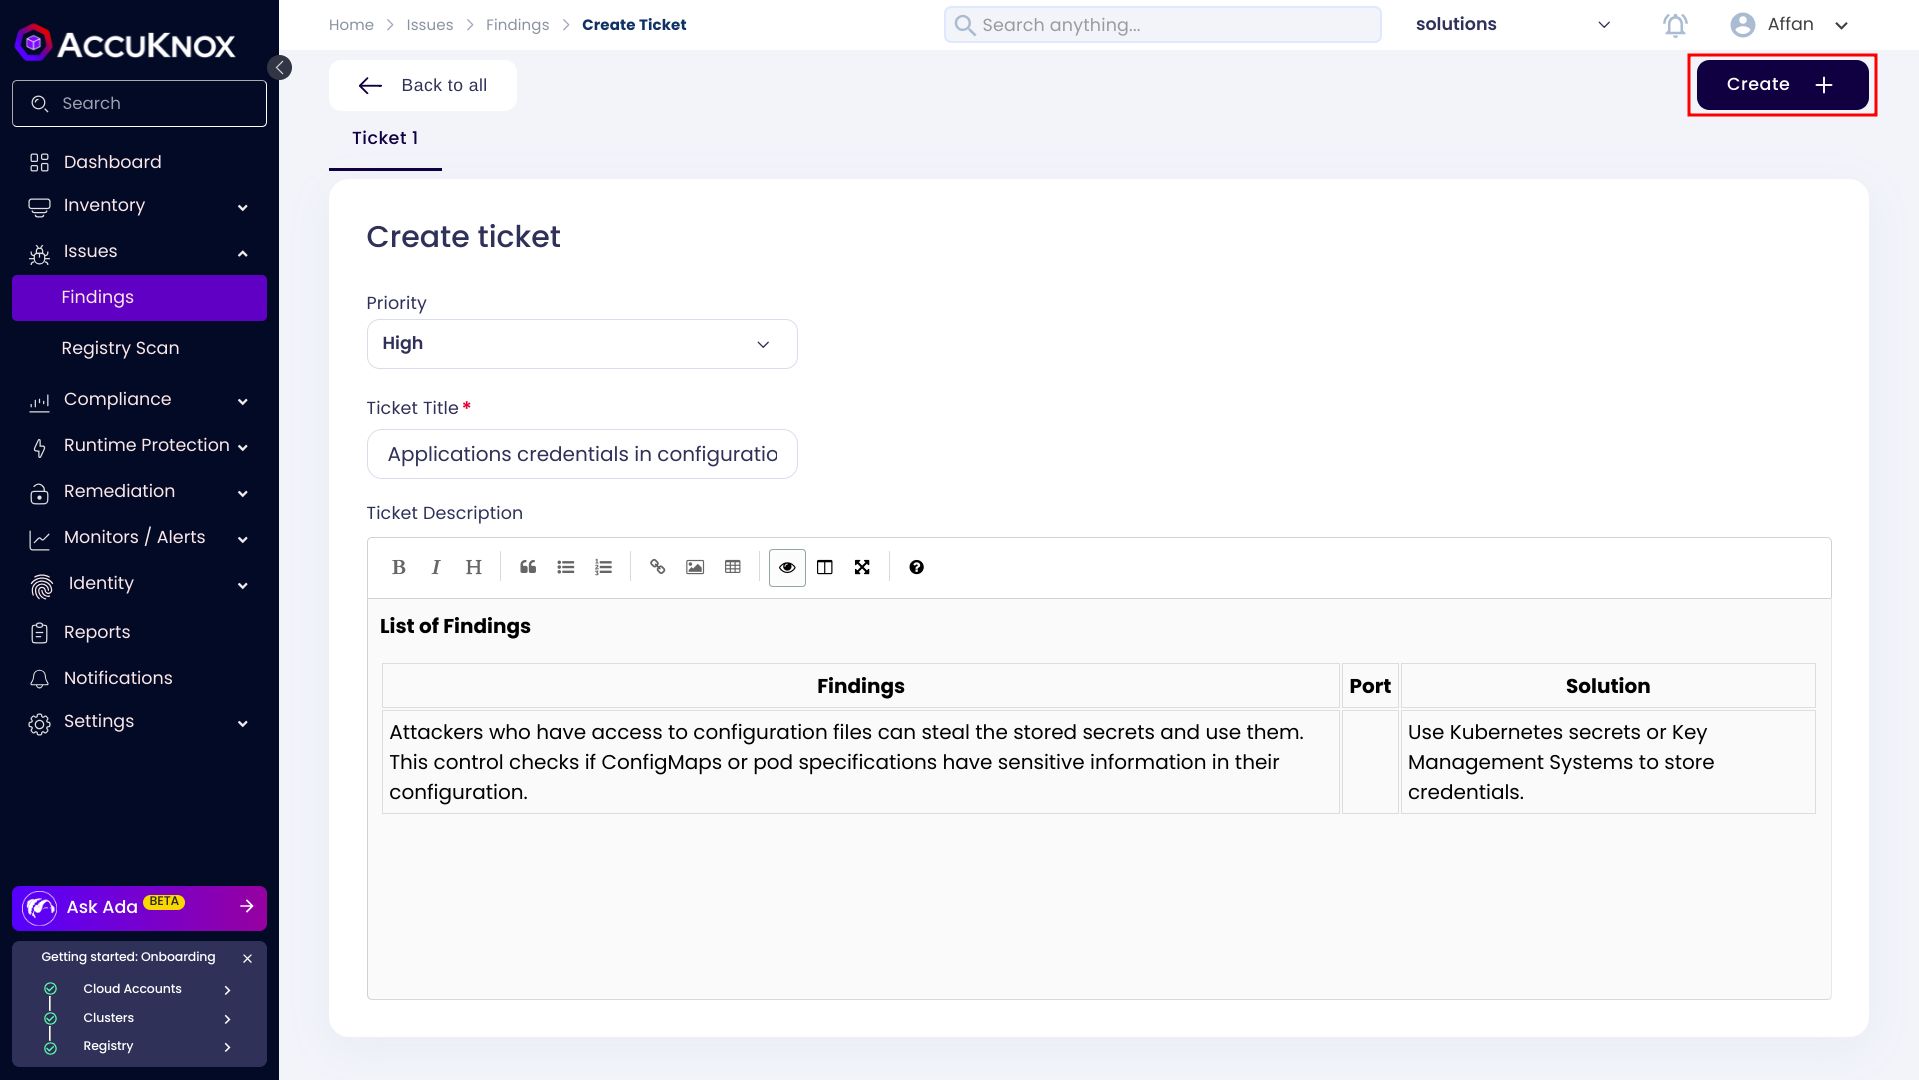 ACCUKNOX
Search
Dashboard
Inventory
Issues
Findings
Registry Scan
Compliance
Runtime Protection
Remediation
Monitors / Alerts
Identity
Reports
Notifications
Settings
Ask Ada BETA
Getting started: Onboarding
Cloud Accounts
Clusters
Registry
Home > Issues > Findings > Create Ticket
Search anything...
solutions
Affan
Back to all
Create +
Ticket 1
Create ticket
Priority
High
Ticket Title*
Applications credentials in configuratio
Ticket Description
B I H
List of Findings
Findings Port Solution
Attackers who have access to configuration files can steal the stored secrets and use them.
This control checks if ConfigMaps or pod specifications have sensitive information in their
configuration.
Use Kubernetes secrets or Key
Management Systems to store
credentials.